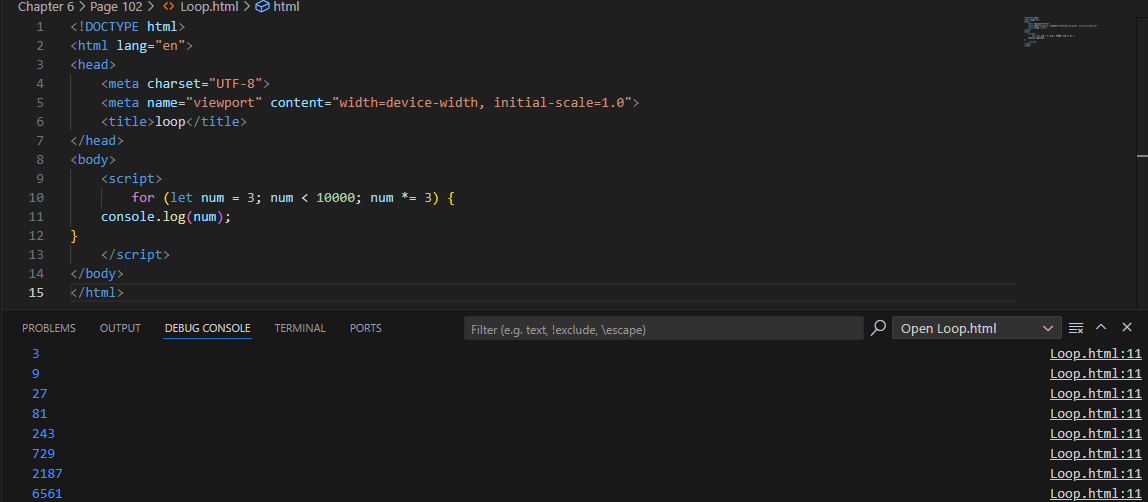 Chapter 6 > Page 102 > <> Loop.html > html
1 <!DOCTYPE html>
2 <html lang="en">
3 <head>
4     <meta charset="UTF-8">
5     <meta name="viewport" content="width=device-width, initial-scale=1.0">
6     <title>loop</title>
7 </head>
8 <body>
9     <script>
10         for (let num = 3; num < 10000; num *= 3) {
11     console.log(num);
12 }
13     </script>
14 </body>
15 </html>
PROBLEMS OUTPUT DEBUG CONSOLE TERMINAL PORTS Filter (e.g. text, !exclude, \escape) Open Loop.html
3 Loop.html:11
9 Loop.html:11
27 Loop.html:11
81 Loop.html:11
243 Loop.html:11
729 Loop.html:11
2187 Loop.html:11
6561 Loop.html:11